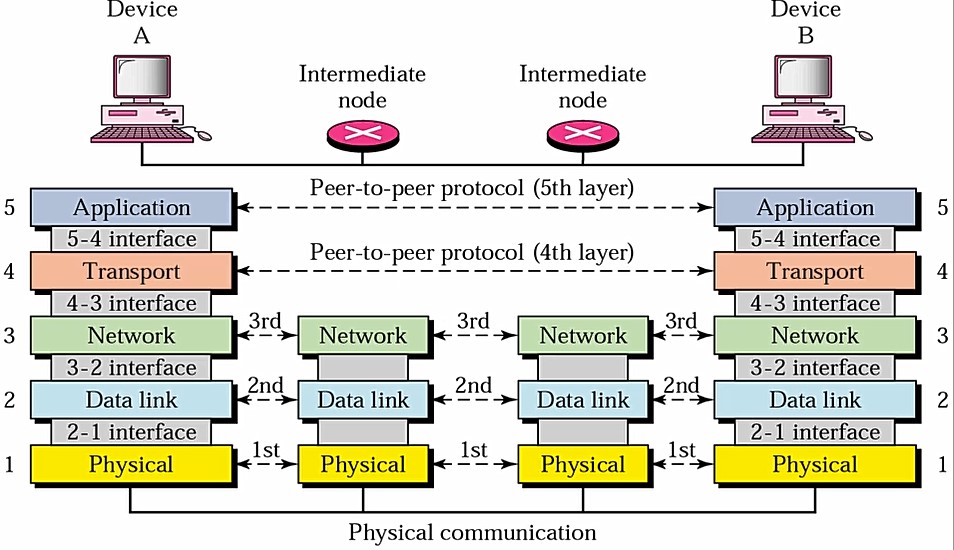 Device
A
Device
B
Intermediate
node
Intermediate
node
Peer-to-peer protocol (5th layer)
5 Application Application 5
5-4 interface 5-4 interface
Peer-to-peer protocol (4th layer)
4 Transport Transport 4
4-3 interface 4-3 interface
3rd 3rd 3rd
3 Network Network Network Network 3
3-2 interface 3-2 interface
2nd 2nd 2nd
2 Data link Data link Data link Data link 2
2-1 interface 2-1 interface
1st 1st 1st
1 Physical Physical Physical Physical 1
Physical communication